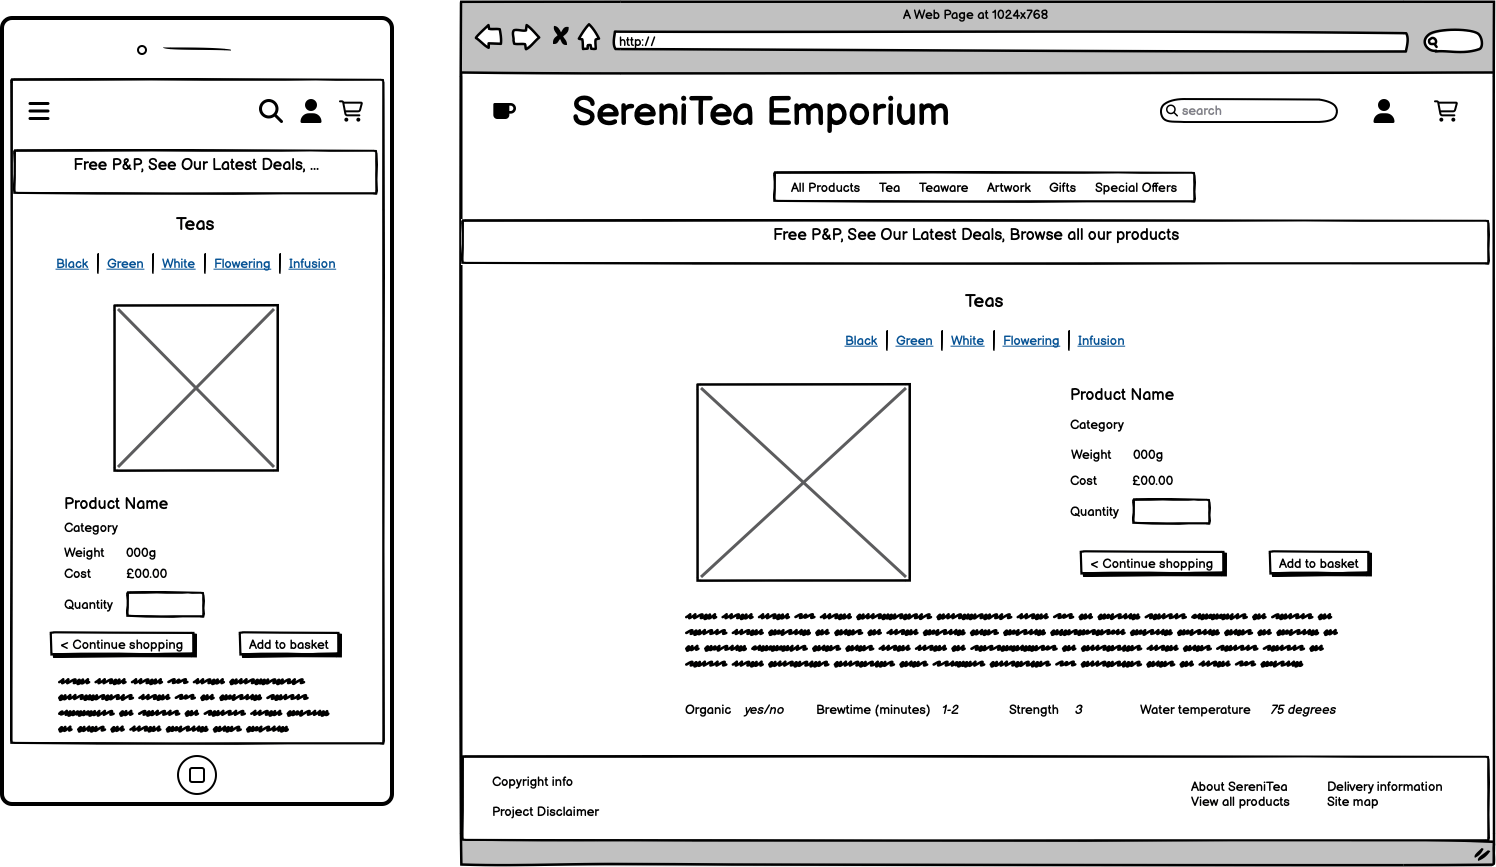 Free P&P, See Our Latest Deals, ...
Teas
Black Green White Flowering Infusion
Product Name
Category
Weight 000g
Cost £00.00
Quantity
< Continue shopping Add to basket
A Web Page at 1024x768
http://
SereniTea Emporium
search
All Products Tea Teaware Artwork Gifts Special Offers
Free P&P, See Our Latest Deals, Browse all our products
Teas
Black Green White Flowering Infusion
Product Name
Category
Weight 000g
Cost £00.00
Quantity
< Continue shopping Add to basket
Organic yes/no Brewtime (minutes) 1-2 Strength 3 Water temperature 75 degrees
Copyright info
Project Disclaimer
About SereniTea Delivery information
View all products Site map